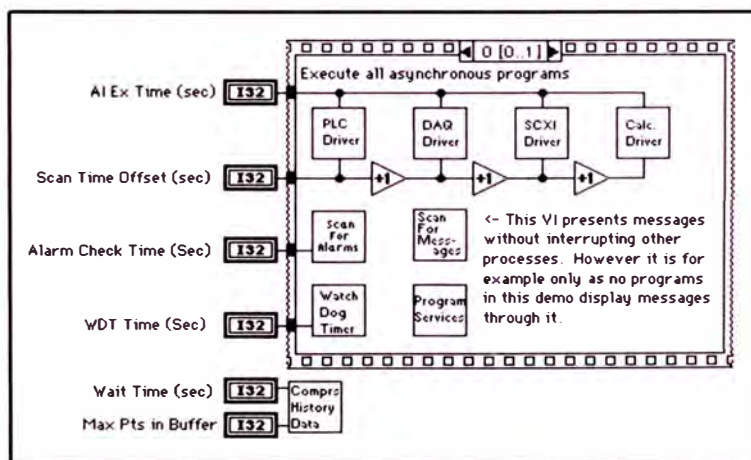 0 [0..1]
Execute all asynchronous programs
AI Ex Time (sec)
I32
PLC
Driver
DAQ
Driver
SCXI
Driver
Calc.
Driver
Scan Time Offset (sec)
I32
+1
+1
+1
Alarm Check Time (Sec)
I32
Scan
For
Alarms
Scan
For
Mess-
ages
<- This VI presents messages
without interrupting other
processes. However it is for
example only as no programs
in this demo display messages
through it.
WDT Time (Sec)
I32
Watch
Dog
Timer
Program
Services
Wait Time (sec)
I32
Max Pts in Buffer
I32
Comprs
History
Data